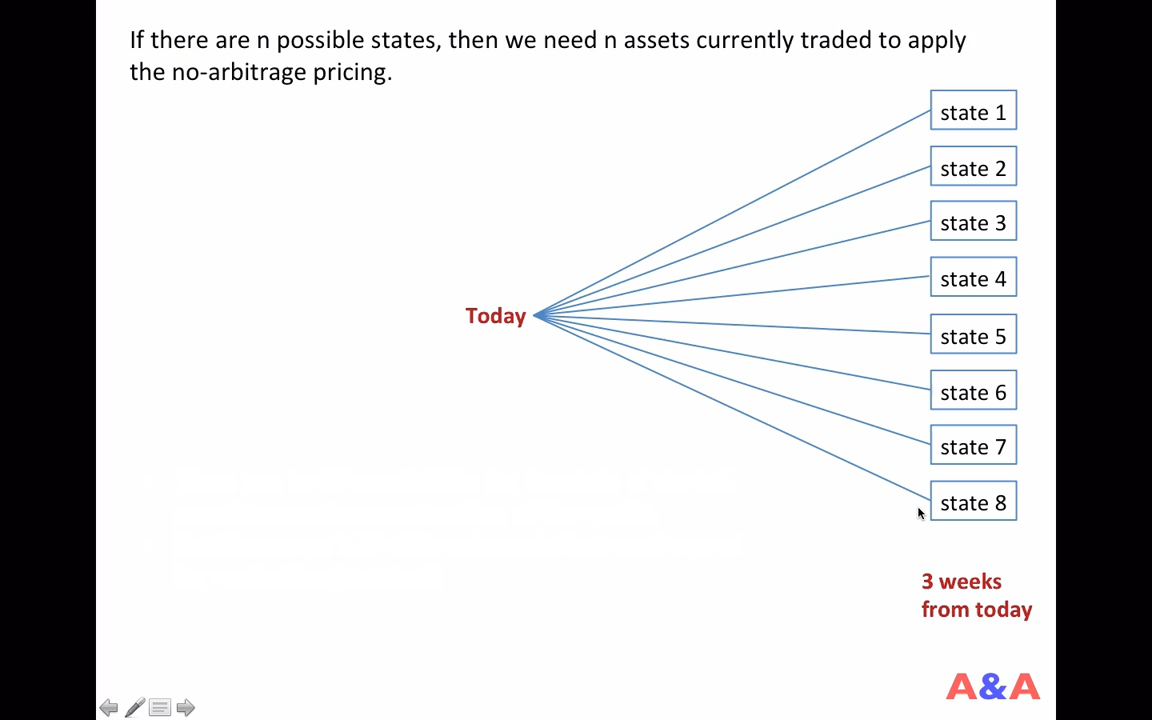 If there are n possible states, then we need n assets currently traded to apply
the no-arbitrage pricing.
state 1
state 2
state 3
state 4
Today
state 5
state 6
state 7
state 8
3 weeks
from today
A&A